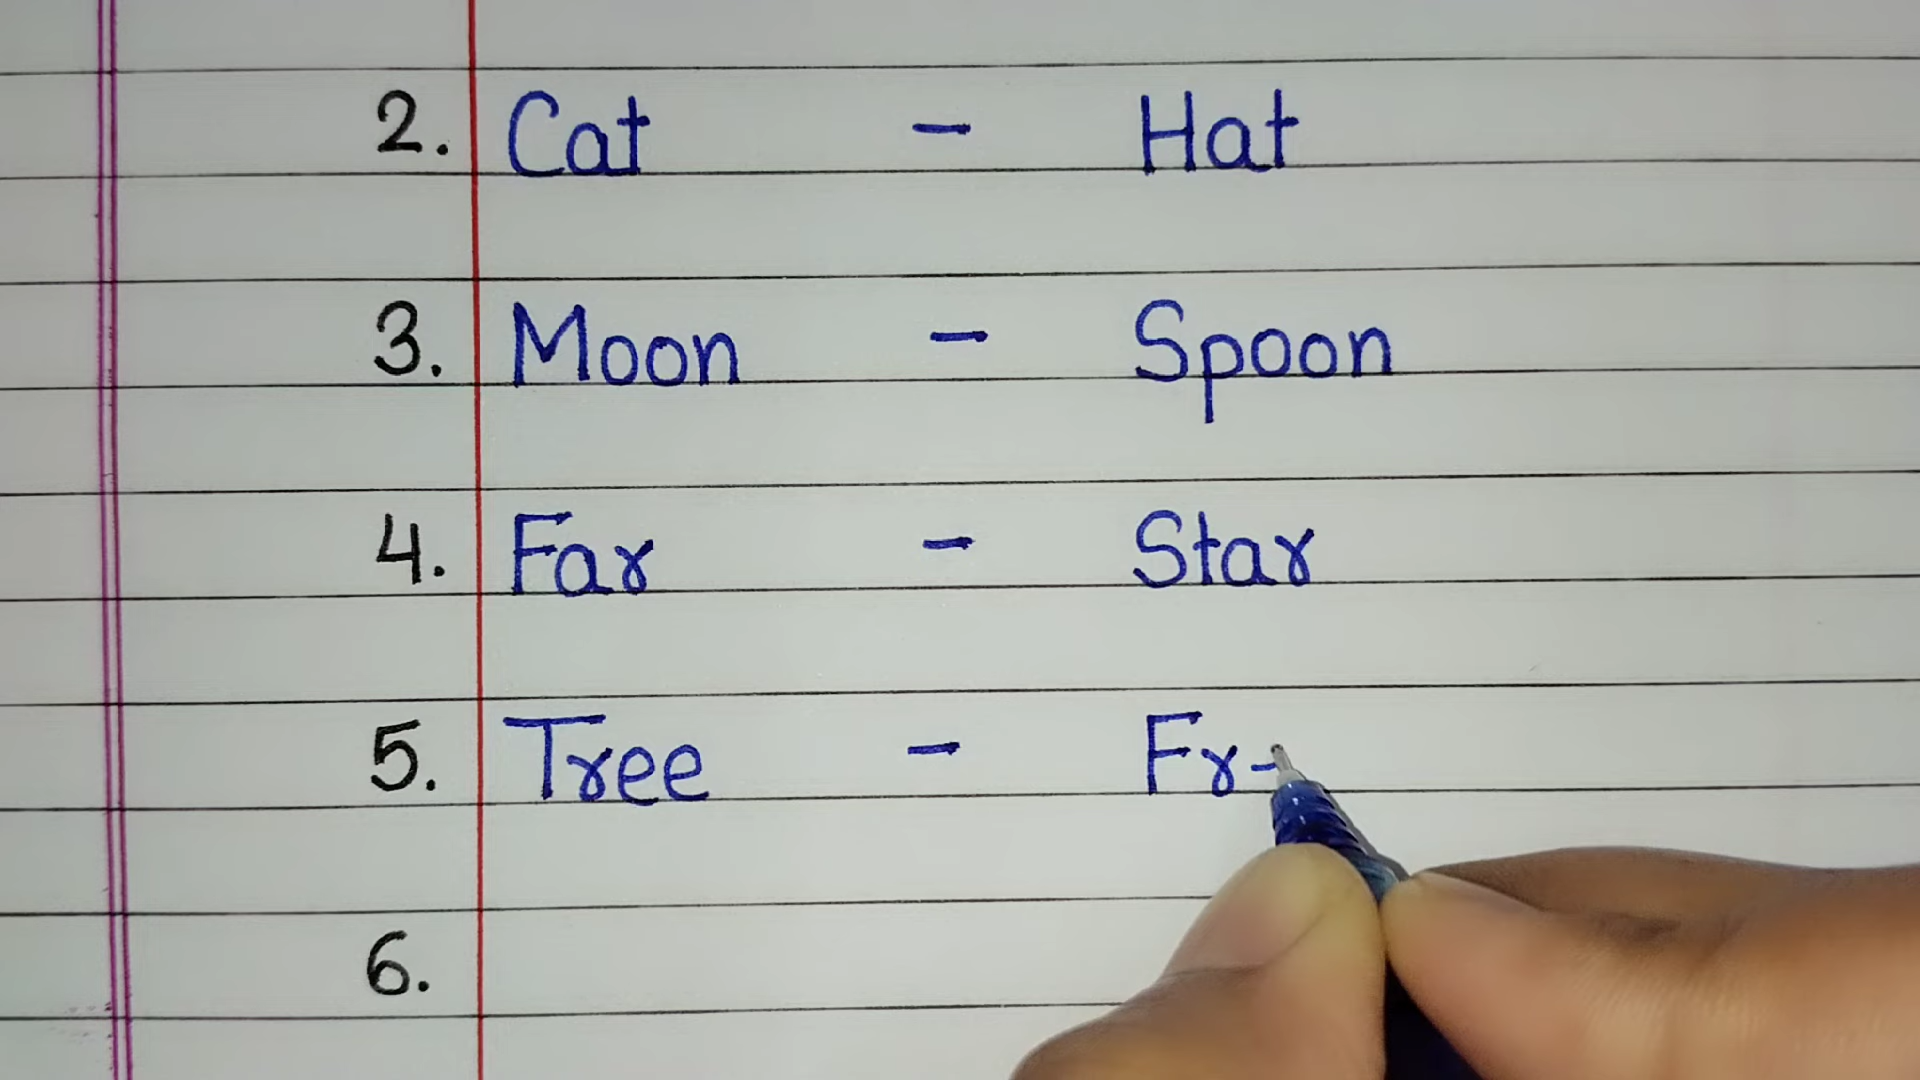 2. Cat - Hat
3. Moon - Spoon
4. Far - Star
5. Tree - Fr
6.